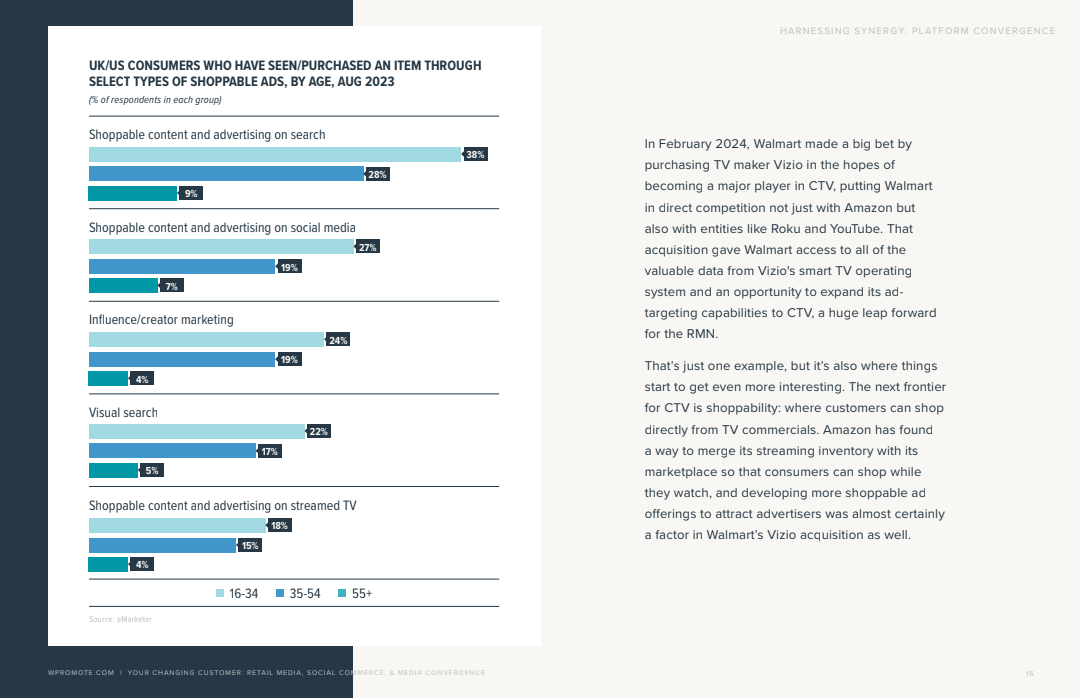 HARNESSING SYNERGY: PLATFORM CONVERGENCE
UK/US CONSUMERS WHO HAVE SEEN/PURCHASED AN ITEM THROUGH
SELECT TYPES OF SHOPPABLE ADS, BY AGE, AUG 2023
(% of respondents in each group)
Shoppable content and advertising on search
38%
28%
9%
Shoppable content and advertising on social media
27%
19%
7%
Influence/creator marketing
24%
19%
4%
Visual search
22%
17%
5%
Shoppable content and advertising on streamed TV
18%
15%
4%
16-34 35-54 55+
Source: eMarketer
In February 2024, Walmart made a big bet by
purchasing TV maker Vizio in the hopes of
becoming a major player in CTV, putting Walmart
in direct competition not just with Amazon but
also with entities like Roku and YouTube. That
acquisition gave Walmart access to all of the
valuable data from Vizio's smart TV operating
system and an opportunity to expand its ad-
targeting capabilities to CTV, a huge leap forward
for the RMN.
That's just one example, but it's also where things
start to get even more interesting. The next frontier
for CTV is shoppability: where customers can shop
directly from TV commercials. Amazon has found
a way to merge its streaming inventory with its
marketplace so that consumers can shop while
they watch, and developing more shoppable ad
offerings to attract advertisers was almost certainly
a factor in Walmart's Vizio acquisition as well.
WPROMOTE.COM | YOUR CHANGING CUSTOMER: RETAIL MEDIA, SOCIAL COMMERCE, & MEDIA CONVERGENCE
15